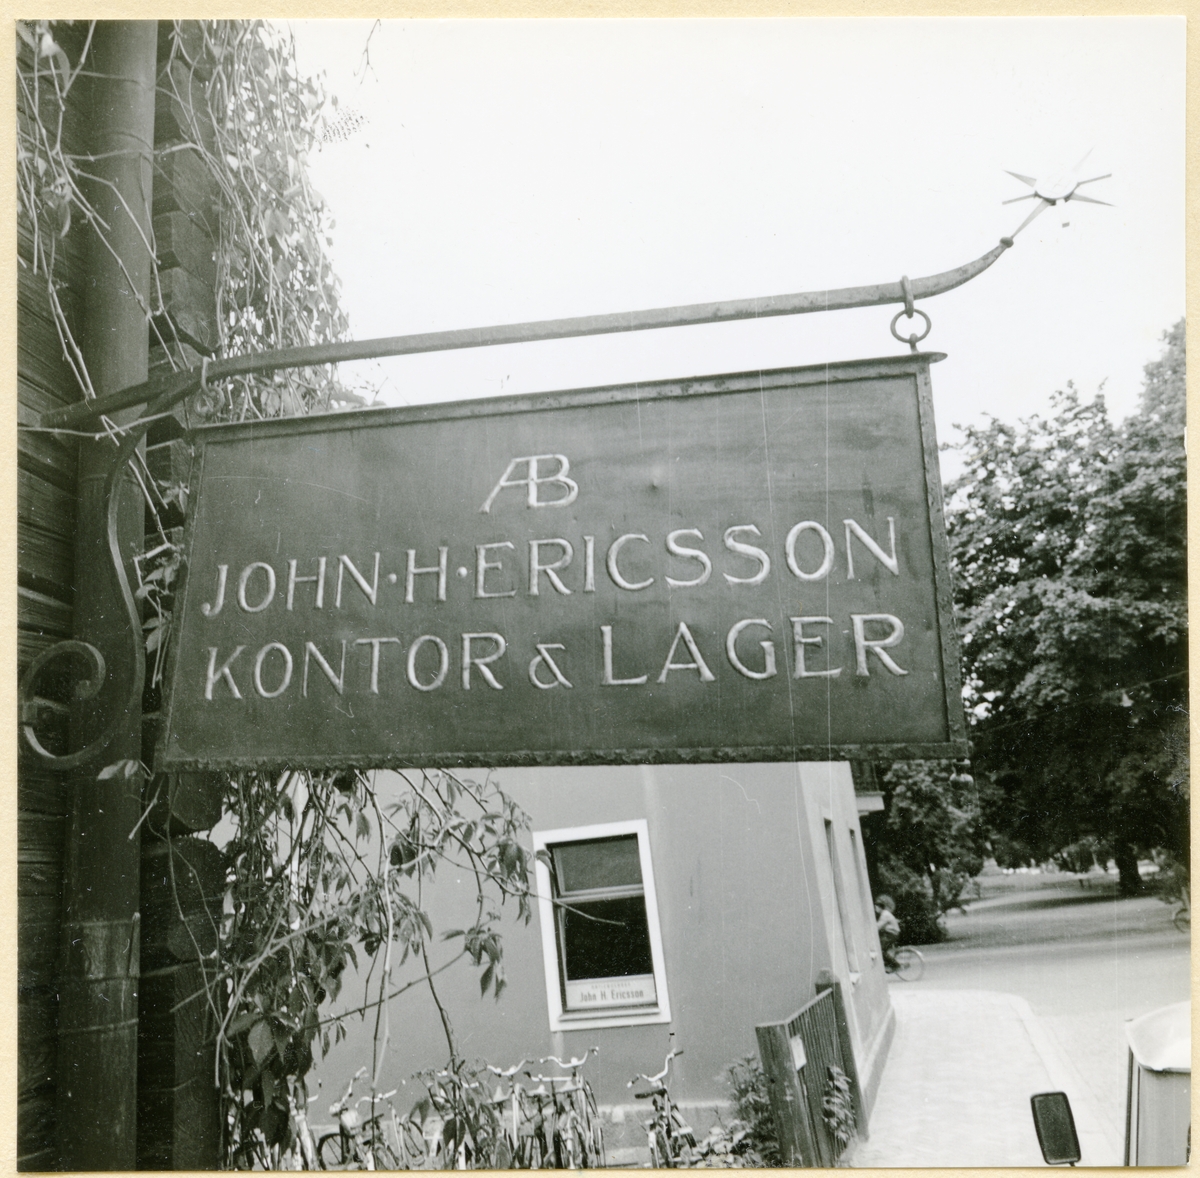 AB
JOHN·H·ERICSSON
KONTOR & LAGER
John H. Ericsson